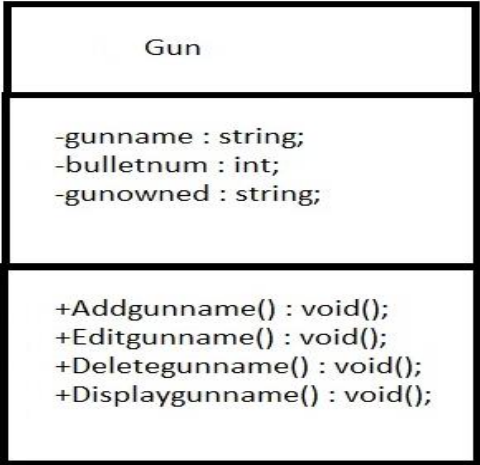 Gun
-gunname : string;
-bulletnum : int;
-gunowned : string;
+Addgunname() : void();
+Editgunname() : void();
+Deletegunname() : void();
+Displaygunname() : void();